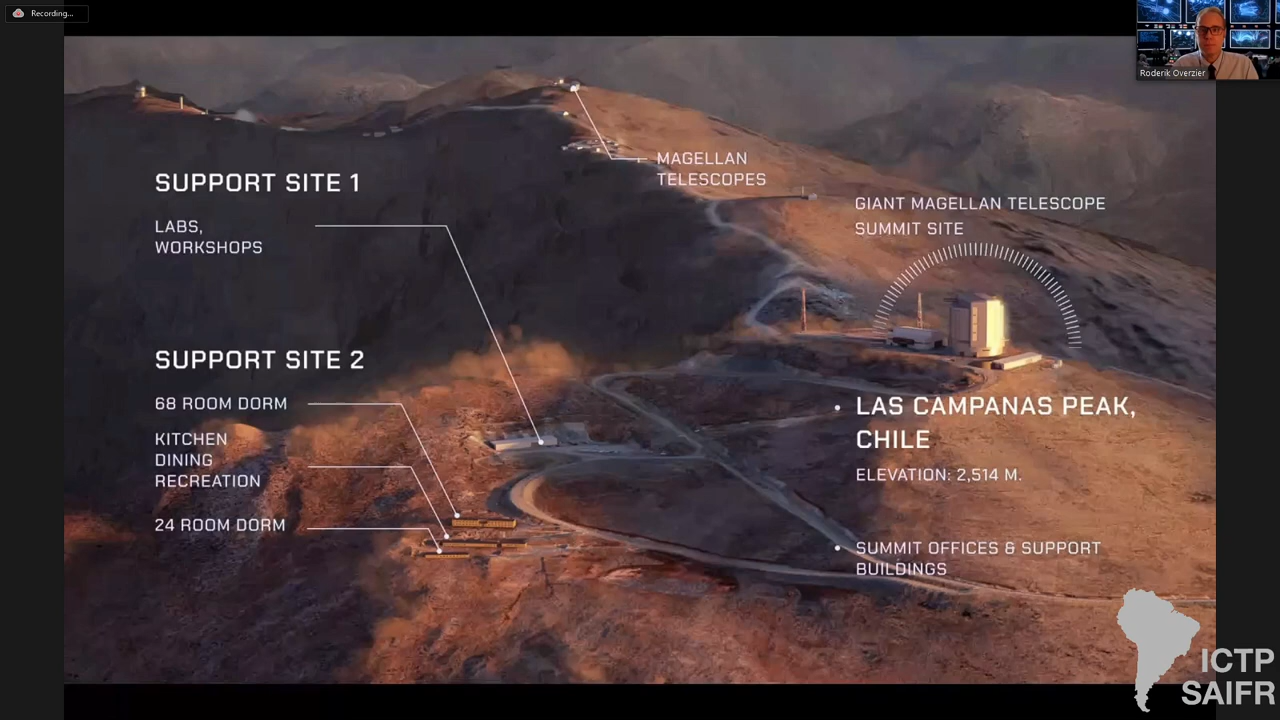 Recording...
Roderik Overzier
MAGELLAN
TELESCOPES
SUPPORT SITE 1
LABS,
WORKSHOPS
GIANT MAGELLAN TELESCOPE
SUMMIT SITE
SUPPORT SITE 2
68 ROOM DORM
KITCHEN
DINING
RECREATION
24 ROOM DORM
• LAS CAMPANAS PEAK,
CHILE
ELEVATION: 2,514 M.
• SUMMIT OFFICES & SUPPORT
BUILDINGS
ICTP
SAIFR